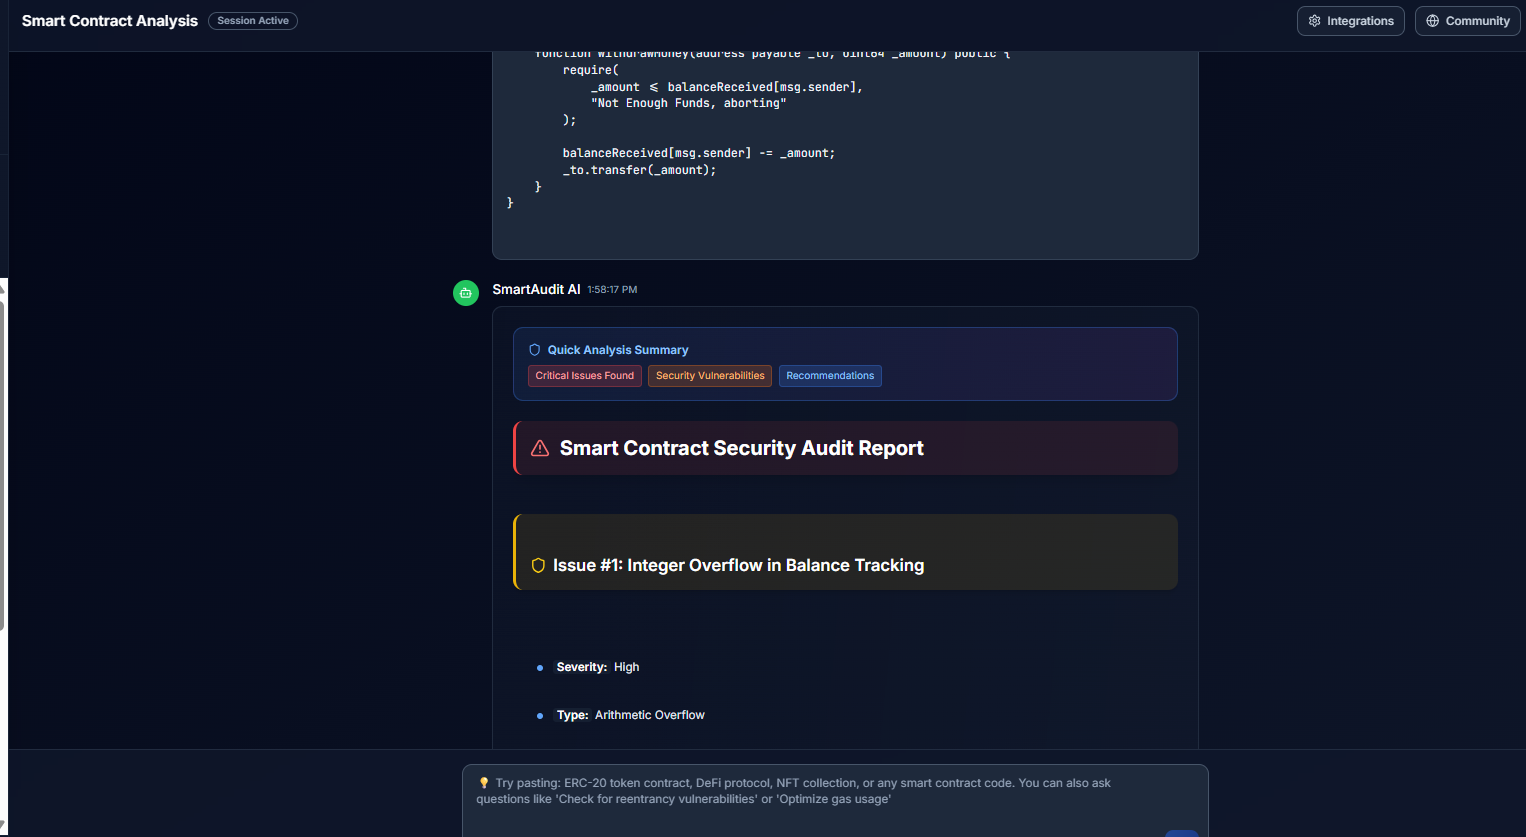 Smart Contract Analysis
Session Active
Integrations
Community
function withdrawMoney(address payable _to, uint64 _amount) public {
require(
_amount <= balanceReceived[msg.sender],
"Not Enough Funds, aborting"
);
balanceReceived[msg.sender] -= _amount;
_to.transfer(_amount);
}
}
SmartAudit AI 1:58:17 PM
Quick Analysis Summary
Critical Issues Found
Security Vulnerabilities
Recommendations
Smart Contract Security Audit Report
Issue #1: Integer Overflow in Balance Tracking
Severity: High
Type: Arithmetic Overflow
Try pasting: ERC-20 token contract, DeFi protocol, NFT collection, or any smart contract code. You can also ask
questions like 'Check for reentrancy vulnerabilities' or 'Optimize gas usage'